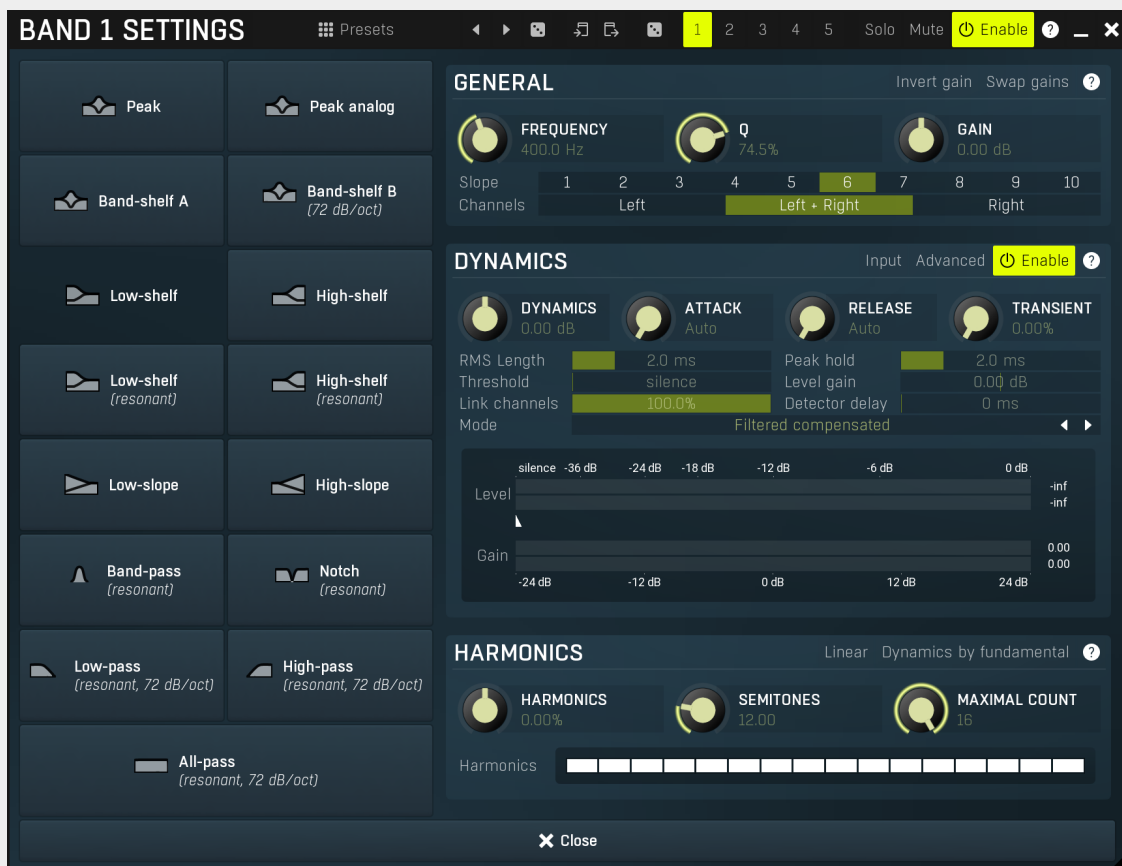 BAND 1 SETTINGS Presets 1 2 3 4 5 Solo Mute Enable ?
Peak Peak analog
Band-shelf A Band-shelf B
(72 dB/oct)
Low-shelf High-shelf
Low-shelf High-shelf
(resonant) (resonant)
Low-slope High-slope
Band-pass Notch
(resonant) (resonant)
Low-pass High-pass
(resonant, 72 dB/oct) (resonant, 72 dB/oct)
All-pass
(resonant, 72 dB/oct)
GENERAL Invert gain Swap gains ?
FREQUENCY Q GAIN
400.0 Hz 74.5% 0.00 dB
Slope 1 2 3 4 5 6 7 8 9 10
Channels Left Left + Right Right
DYNAMICS Input Advanced Enable ?
DYNAMICS ATTACK RELEASE TRANSIENT
0.00 dB Auto Auto 0.00%
RMS Length 2.0 ms Peak hold 2.0 ms
Threshold silence Level gain 0.00 dB
Link channels 100.0% Detector delay 0 ms
Mode Filtered compensated
silence -36 dB -24 dB -18 dB -12 dB -6 dB 0 dB
Level -inf
-inf
Gain 0.00
0.00
-24 dB -12 dB 0 dB 12 dB 24 dB
HARMONICS Linear Dynamics by fundamental ?
HARMONICS SEMITONES MAXIMAL COUNT
0.00% 12.00 16
Harmonics
Close